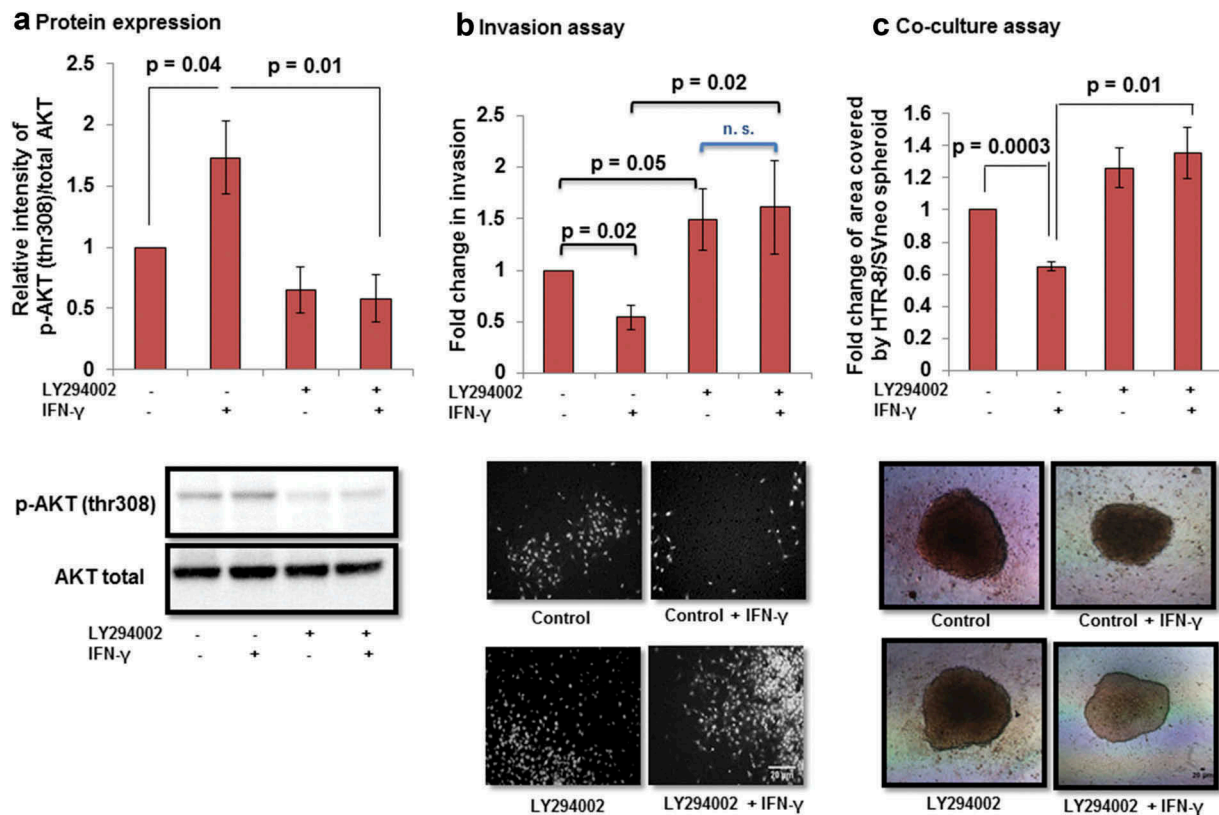 a Protein expression
Relative intensity of
p-AKT (thr308)/total AKT
2.5
2
1.5
1
0.5
0
p = 0.04
p = 0.01
LY294002 - - + +
IFN-γ - + - +
p-AKT (thr308)
AKT total
LY294002 - - + +
IFN-γ - + - +
b Invasion assay
Fold change in invasion
2.5
2
1.5
1
0.5
0
p = 0.02
n. s.
p = 0.05
p = 0.02
LY294002 - - + +
IFN-γ - + - +
Control
Control + IFN-γ
20 µm
LY294002
LY294002 + IFN-γ
c Co-culture assay
Fold change of area covered
by HTR-8/SVneo spheroid
1.6
1.4
1.2
1
0.8
0.6
0.4
0.2
0
p = 0.01
p = 0.0003
LY294002 - - + +
IFN-γ - + - +
Control
Control + IFN-γ
20 µm
LY294002
LY294002 + IFN-γ